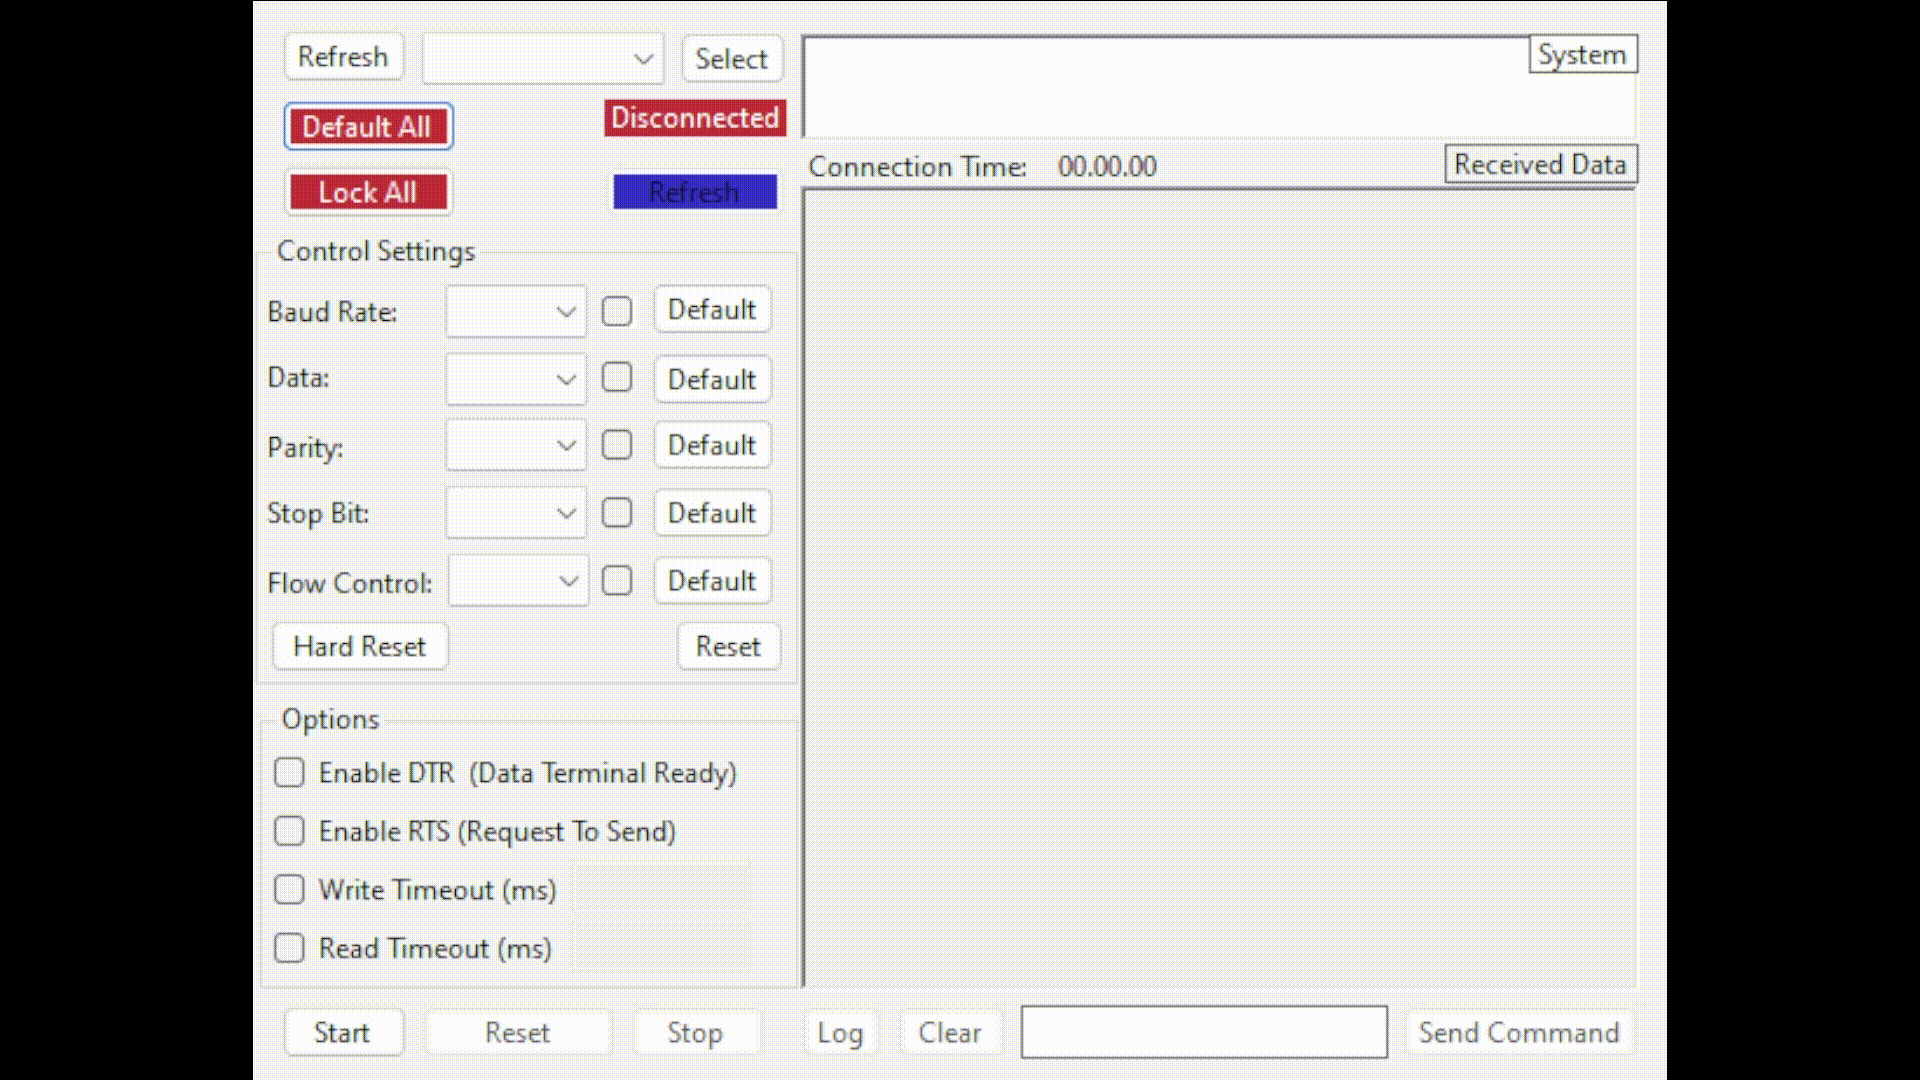 Refresh
Select
System
Default All
Disconnected
Connection Time: 00.00.00
Received Data
Lock All
Refresh
Control Settings
Baud Rate:
Default
Data:
Default
Parity:
Default
Stop Bit:
Default
Flow Control:
Default
Hard Reset
Reset
Options
Enable DTR (Data Terminal Ready)
Enable RTS (Request To Send)
Write Timeout (ms)
Read Timeout (ms)
Start
Reset
Stop
Log
Clear
Send Command